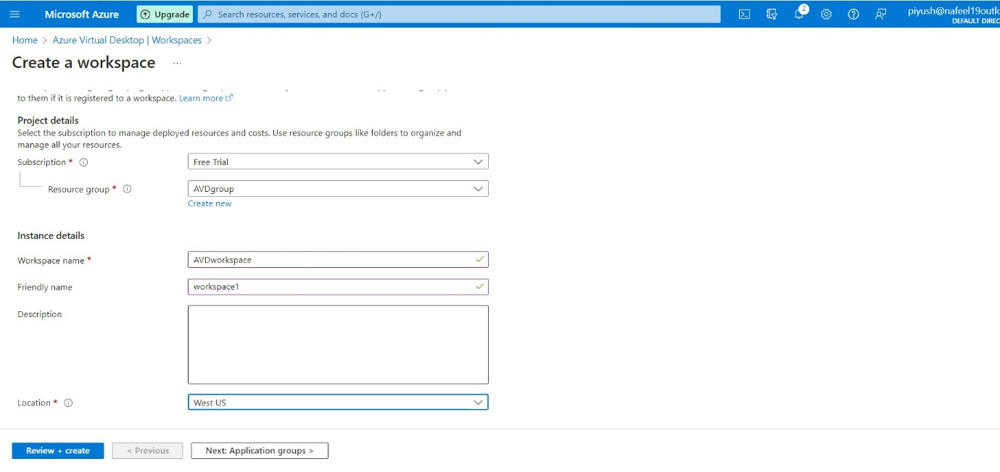 Microsoft Azure
Upgrade
Search resources, services, and docs (G+/)
2
piyush@nafeel19outlo
DEFAULT DIREC
Home > Azure Virtual Desktop | Workspaces >
Create a workspace ...
to them if it is registered to a workspace. Learn more
Project details
Select the subscription to manage deployed resources and costs. Use resource groups like folders to organize and
manage all your resources.
Subscription *
Free Trial
Resource group *
AVDgroup
Create new
Instance details
Workspace name *
AVDworkspace
Friendly name
workspace1
Description
Location *
West US
Review + create
< Previous
Next: Application groups >